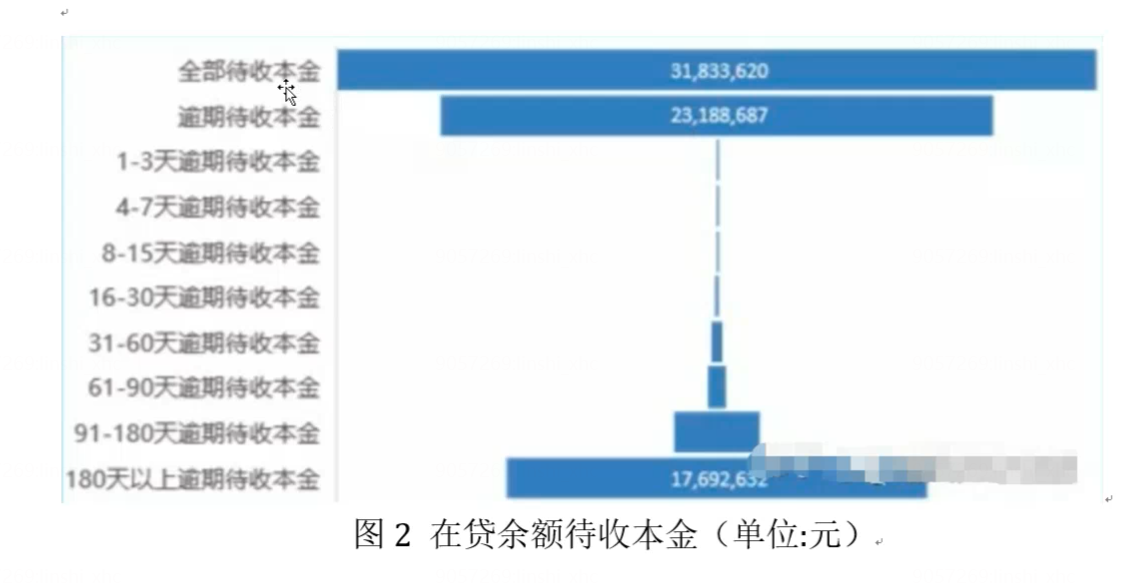 全部待收本金 31,833,620
逾期待收本金 23,188,687
1-3天逾期待收本金
4-7天逾期待收本金
8-15天逾期待收本金
16-30天逾期待收本金
31-60天逾期待收本金
61-90天逾期待收本金
91-180天逾期待收本金
180天以上逾期待收本金 17,692,632
图 2 在贷余额待收本金（单位:元）